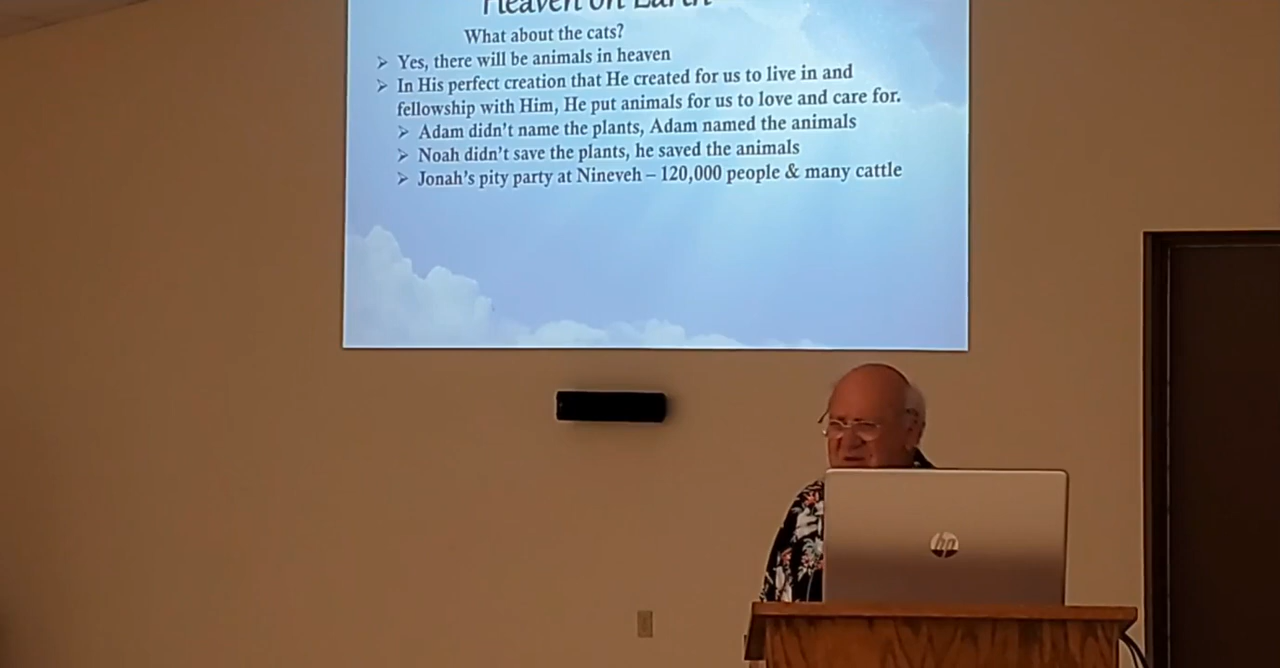 Heaven on Earth
What about the cats?
➢ Yes, there will be animals in heaven
➢ In His perfect creation that He created for us to live in and
fellowship with Him, He put animals for us to love and care for.
➢ Adam didn't name the plants, Adam named the animals
➢ Noah didn't save the plants, he saved the animals
➢ Jonah's pity party at Nineveh – 120,000 people & many cattle
hp